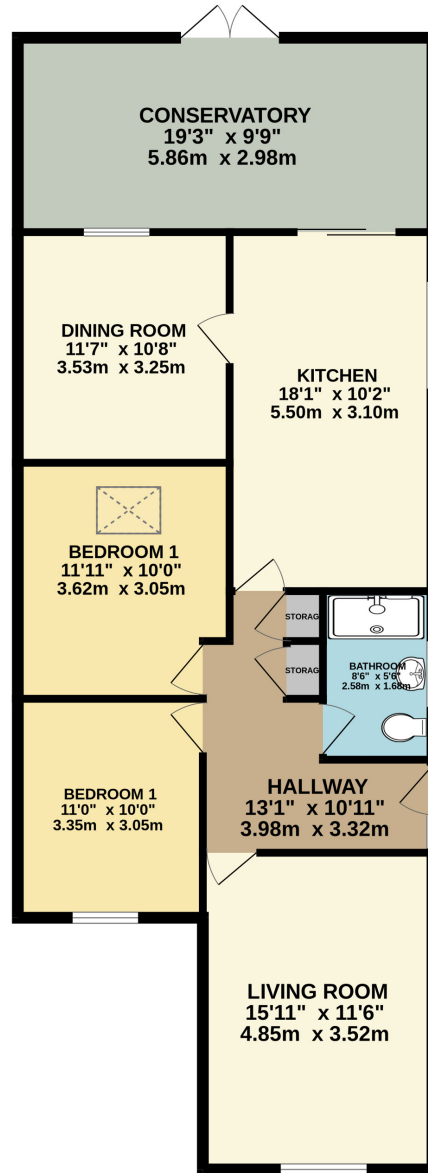 CONSERVATORY
19'3" x 9'9"
5.86m x 2.98m
DINING ROOM
11'7" x 10'8"
3.53m x 3.25m
KITCHEN
18'1" x 10'2"
5.50m x 3.10m
BEDROOM 1
11'11" x 10'0"
3.62m x 3.05m
STORAG
STORAG
BATHROOM
8'6" x 5'6"
2.58m x 1.68m
BEDROOM 1
11'0" x 10'0"
3.35m x 3.05m
HALLWAY
13'1" x 10'11"
3.98m x 3.32m
LIVING ROOM
15'11" x 11'6"
4.85m x 3.52m